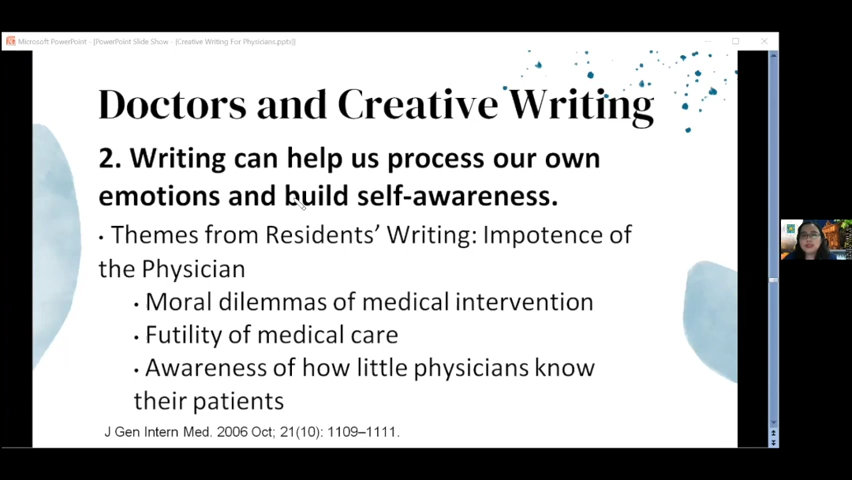 Microsoft PowerPoint - [PowerPoint Slide Show - [Creative Writing For Physicians.ppts]]
Doctors and Creative Writing
2. Writing can help us process our own
emotions and build self-awareness.
• Themes from Residents' Writing: Impotence of
the Physician
• Moral dilemmas of medical intervention
• Futility of medical care
• Awareness of how little physicians know
their patients
J Gen Intern Med. 2006 Oct; 21(10): 1109–1111.